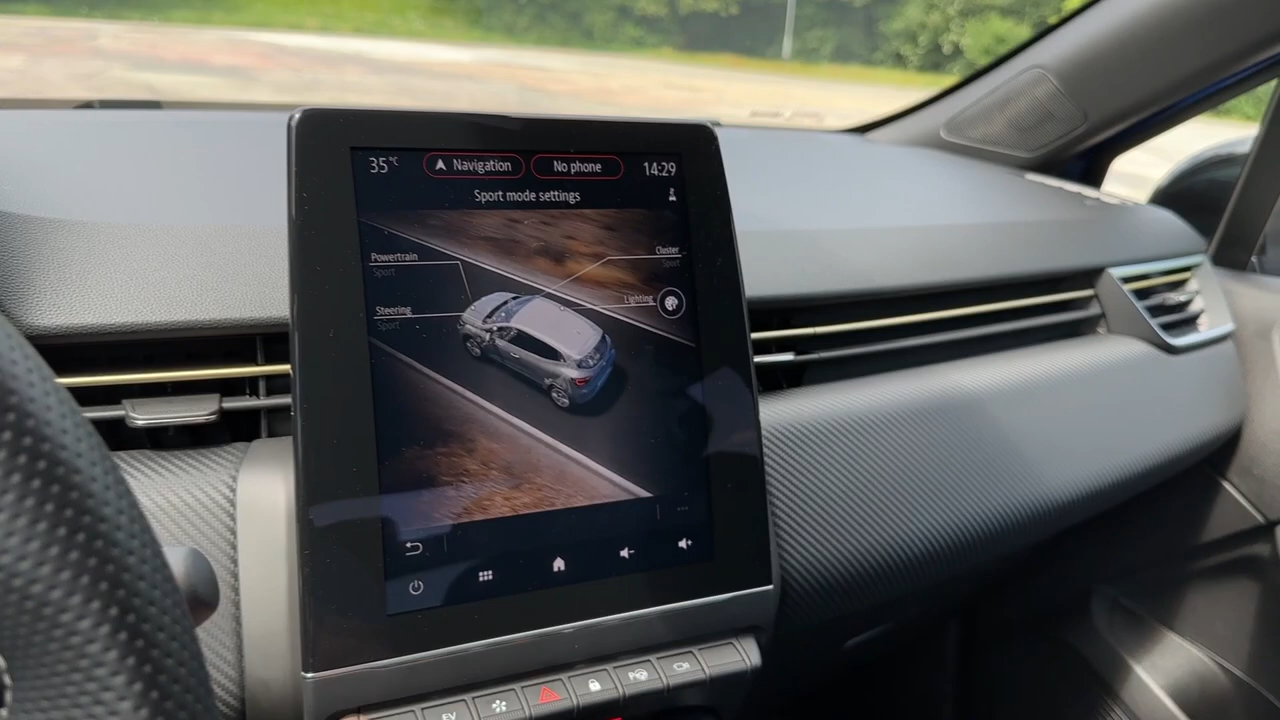 35°C Navigation No phone 14:29
Sport mode settings
Powertrain
Sport
Cluster
Sport
Steering
Sport
Lighting
EV